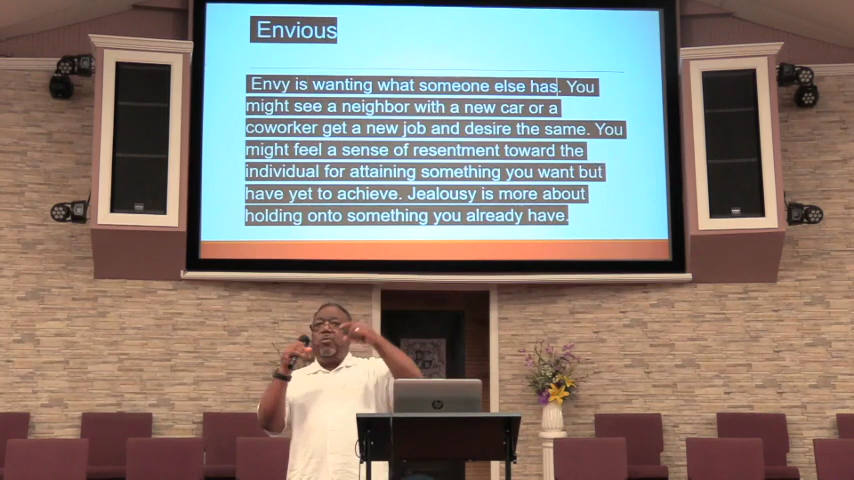 Envious
Envy is wanting what someone else has. You
might see a neighbor with a new car or a
coworker get a new job and desire the same. You
might feel a sense of resentment toward the
individual for attaining something you want but
have yet to achieve. Jealousy is more about
holding onto something you already have.
hp